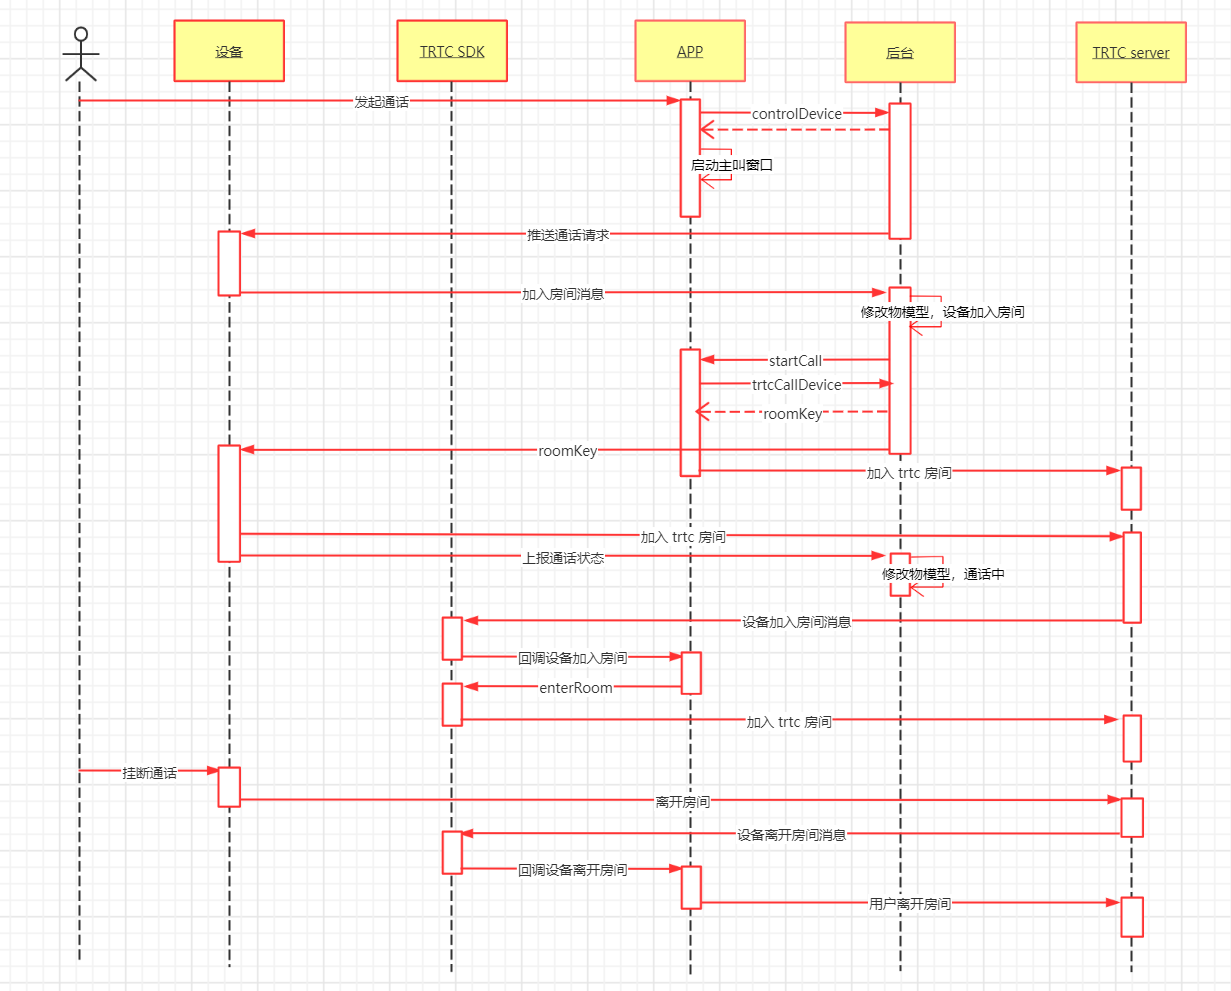 设备
TRTC SDK
APP
后台
TRTC server
发起通话
controlDevice
启动主叫窗口
推送通话请求
加入房间消息
修改物模型，设备加入房间
startCall
trtcCallDevice
roomKey
roomKey
加入 trtc 房间
加入 trtc 房间
上报通话状态
修改物模型，通话中
设备加入房间消息
回调设备加入房间
enterRoom
加入 trtc 房间
挂断通话
离开房间
设备离开房间消息
回调设备离开房间
用户离开房间